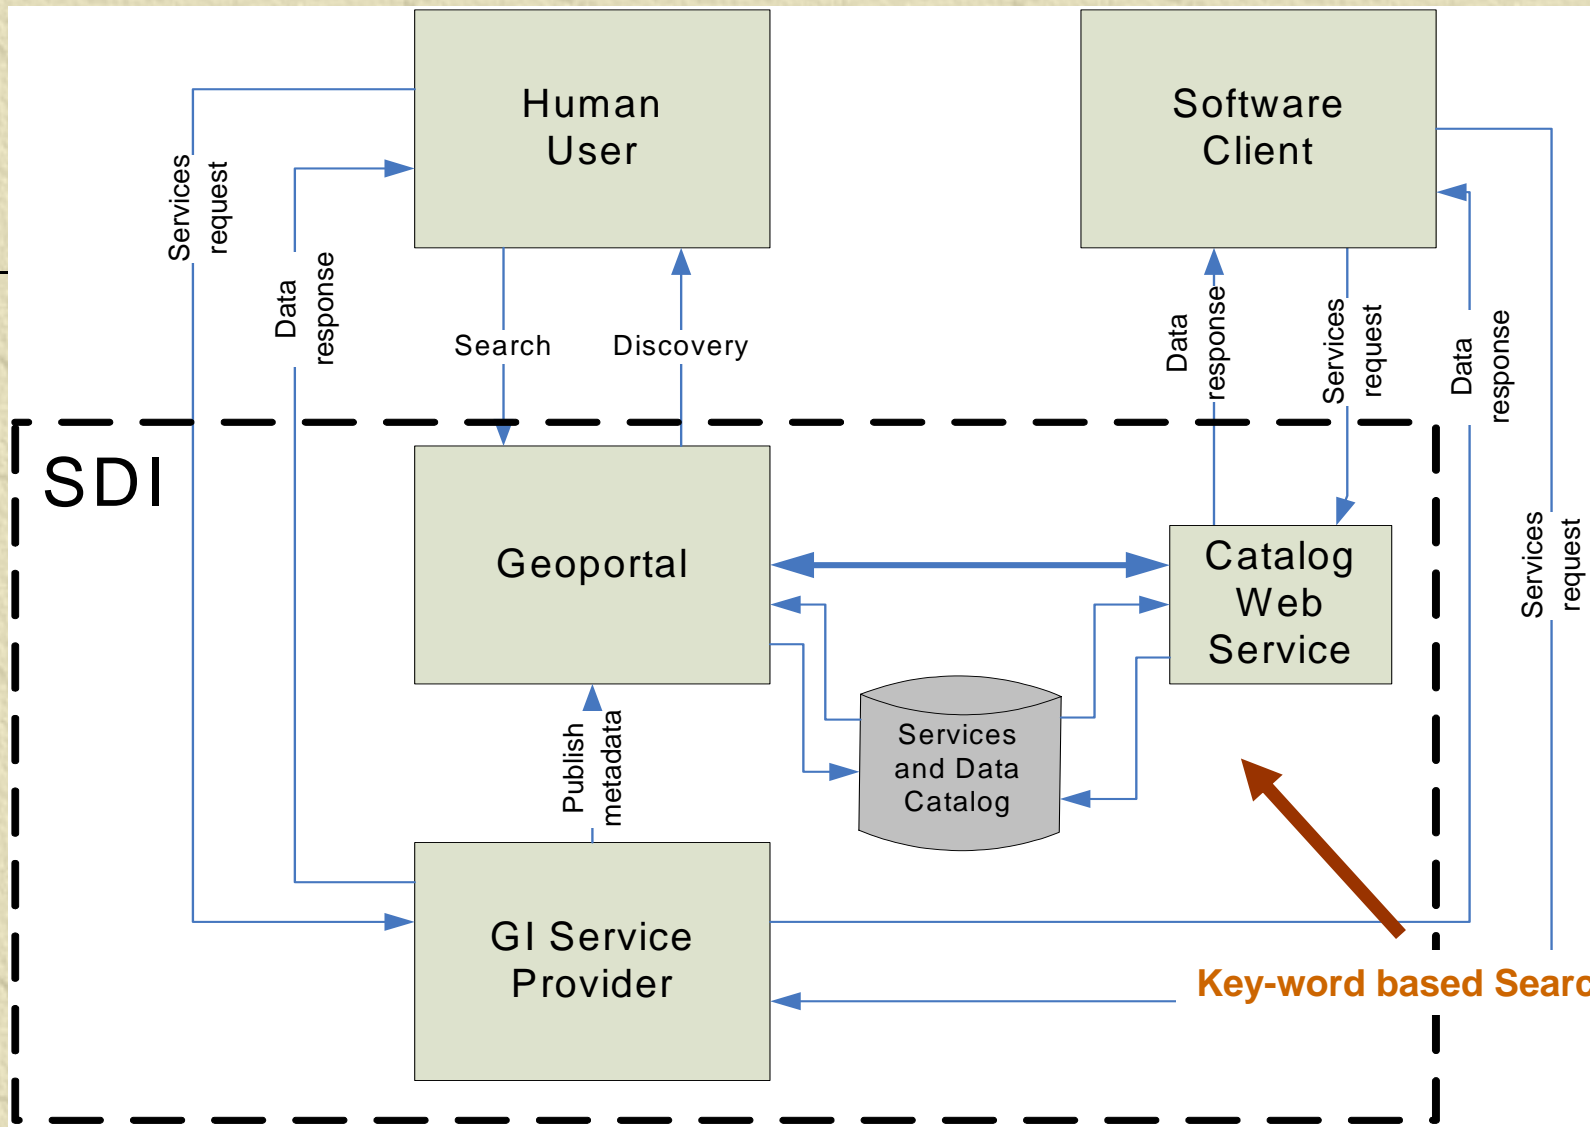 Human
User
Software
Client
Services
request
Data
response
Search
Discovery
Data
response
Services
request
Data
response
Services
request
SDI
Geoportal
Catalog
Web
Service
Services
and Data
Catalog
Publish
metadata
GI Service
Provider
Key-word based Searc